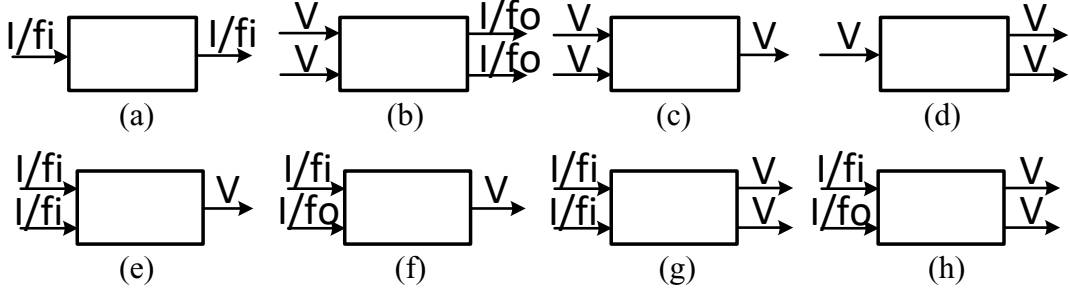 I/fi I/fi V V I/fo I/fo V V V V V V
(a) (b) (c) (d)
I/fi I/fi V I/fi I/fo V I/fi I/fi V V I/fi I/fo V V
(e) (f) (g) (h)